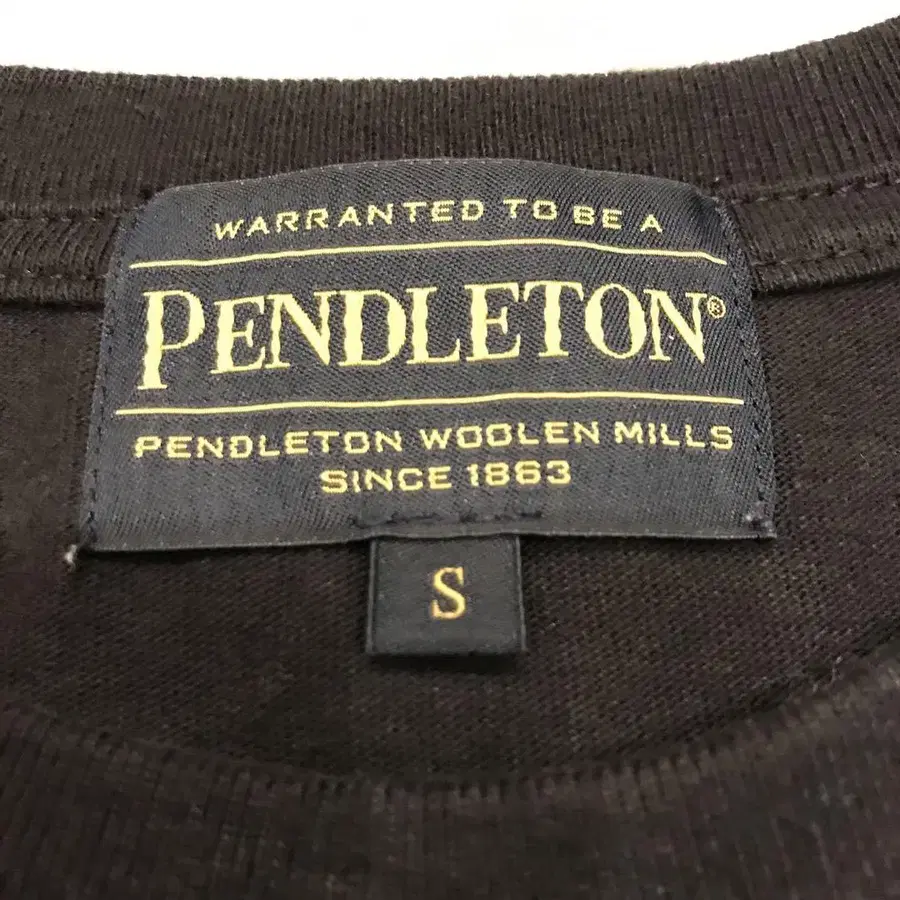 WARRANTED TO BE A
PENDLETON®
PENDLETON WOOLEN MILLS
SINCE 1863
S